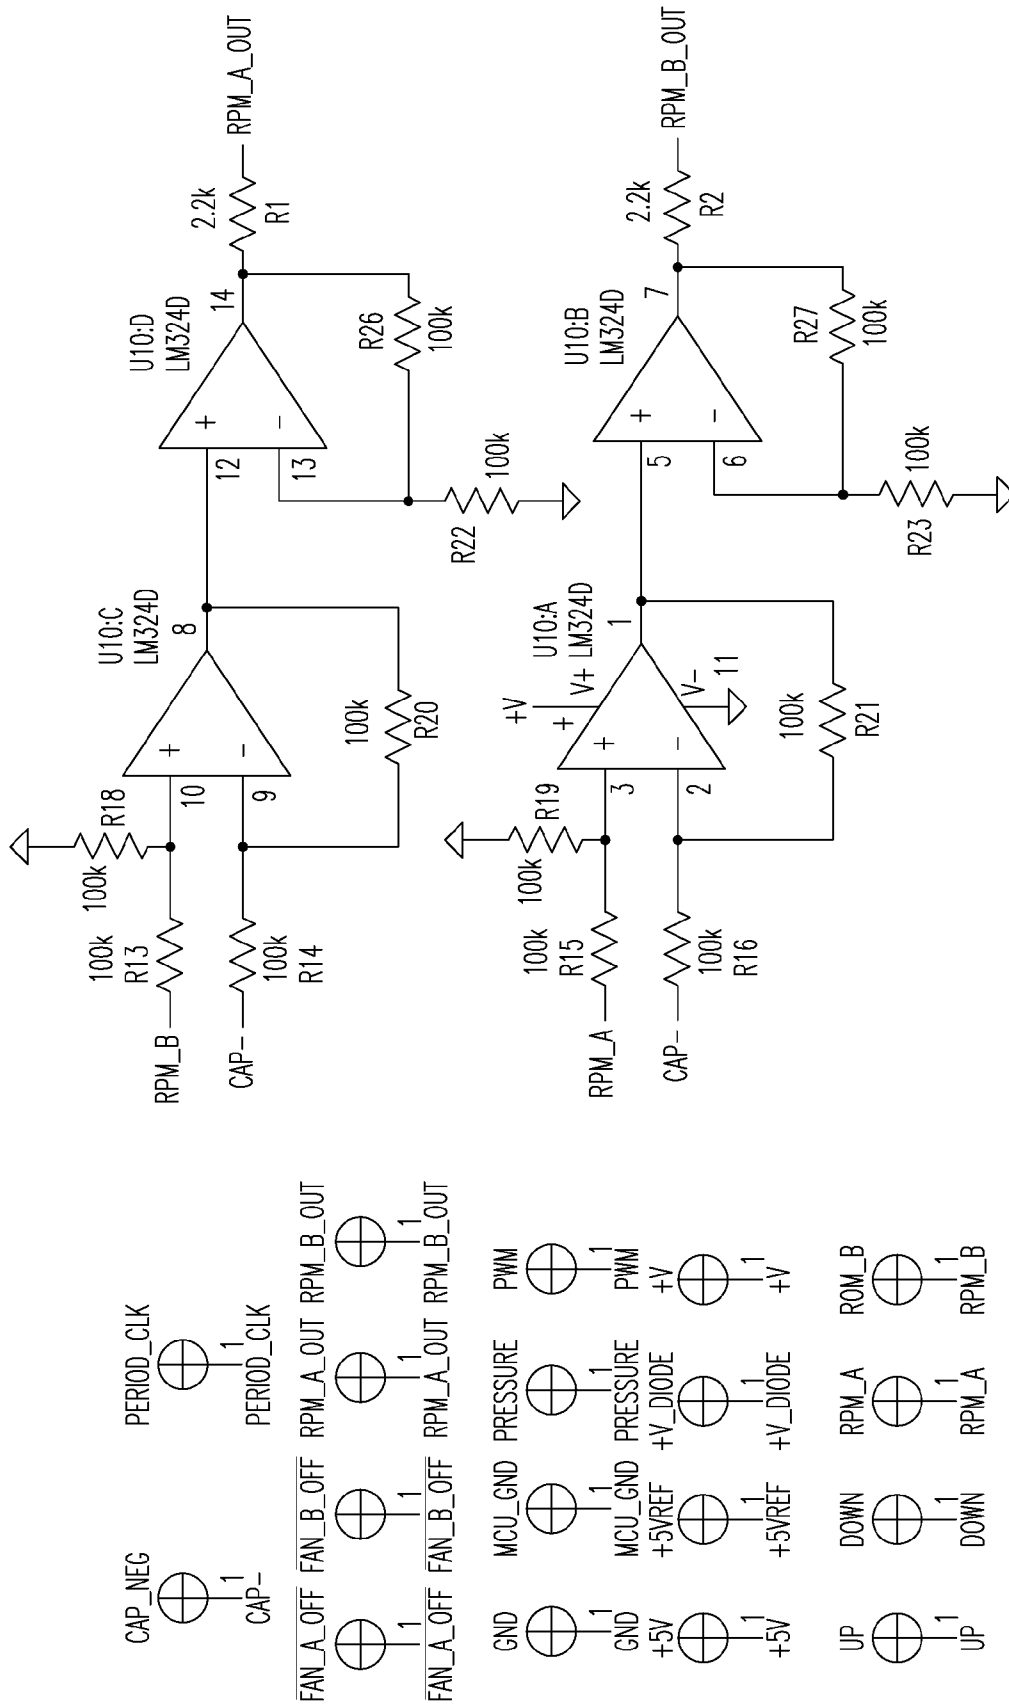 CAP_NEG
1
CAP-
PERIOD_CLK
1
PERIOD_CLK
FAN_A_OFF
1
FAN_A_OFF
FAN_B_OFF
1
FAN_B_OFF
RPM_A_OUT
1
RPM_A_OUT
RPM_B_OUT
1
RPM_B_OUT
GND
1
GND
MCU_GND
1
MCU_GND
PRESSURE
1
PRESSURE
PWM
1
PWM
+5V
1
+5V
+5VREF
1
+5VREF
+V_DIODE
1
+V_DIODE
+V
1
+V
UP
1
UP
DOWN
1
DOWN
RPM_A
1
RPM_A
ROM_B
1
RPM_B
RPM_B
100k
R13
CAP-
100k
R14
100k
R18
10
9
+
-
U10:C
LM324D
8
100k
R20
12
13
+
-
U10:D
LM324D
14
R26
100k
R22
100k
2.2k
R1
RPM_A_OUT
RPM_A
100k
R15
CAP-
100k
R16
100k
R19
3
2
+
-
+V
+
V+
V-
11
U10:A
LM324D
1
100k
R21
5
6
+
-
U10:B
LM324D
7
R27
100k
R23
100k
2.2k
R2
RPM_B_OUT